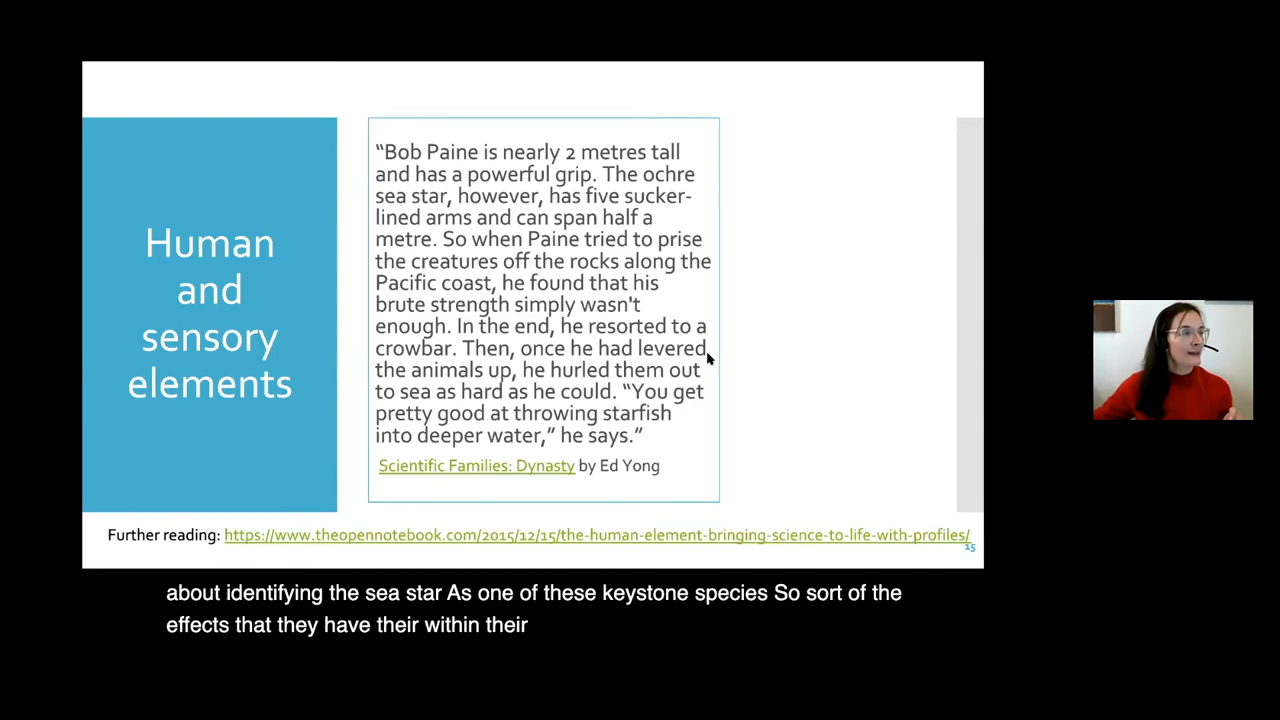 Human
and
sensory
elements
“Bob Paine is nearly 2 metres tall
and has a powerful grip. The ochre
sea star, however, has five sucker-
lined arms and can span half a
metre. So when Paine tried to prise
the creatures off the rocks along the
Pacific coast, he found that his
brute strength simply wasn't
enough. In the end, he resorted to a
crowbar. Then, once he had levered
the animals up, he hurled them out
to sea as hard as he could. “You get
pretty good at throwing starfish
into deeper water,” he says.”
Scientific Families: Dynasty by Ed Yong
Further reading: https://www.theopennotebook.com/2015/12/15/the-human-element-bringing-science-to-life-with-profiles/
15
about identifying the sea star As one of these keystone species So sort of the
effects that they have their within their